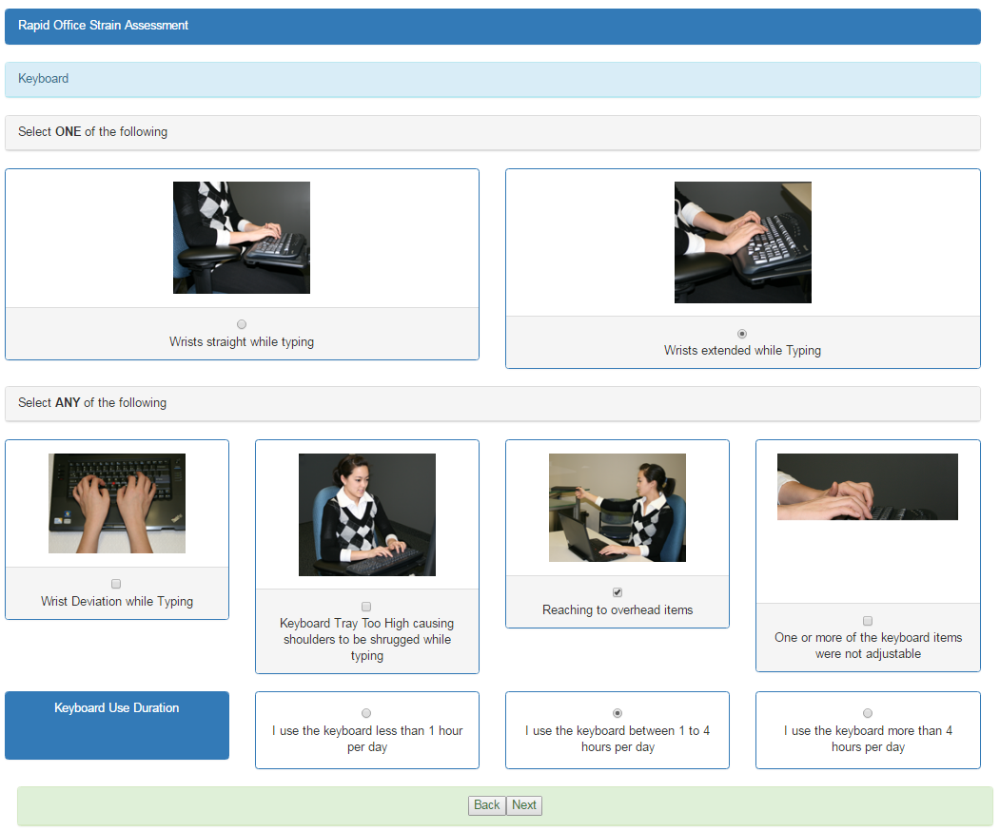 Rapid Office Strain Assessment
Keyboard
Select ONE of the following
Wrists straight while typing
Wrists extended while Typing
Select ANY of the following
Wrist Deviation while Typing
Keyboard Tray Too High causing
shoulders to be shrugged while
typing
Reaching to overhead items
One or more of the keyboard items
were not adjustable
Keyboard Use Duration
I use the keyboard less than 1 hour
per day
I use the keyboard between 1 to 4
hours per day
I use the keyboard more than 4
hours per day
Back Next